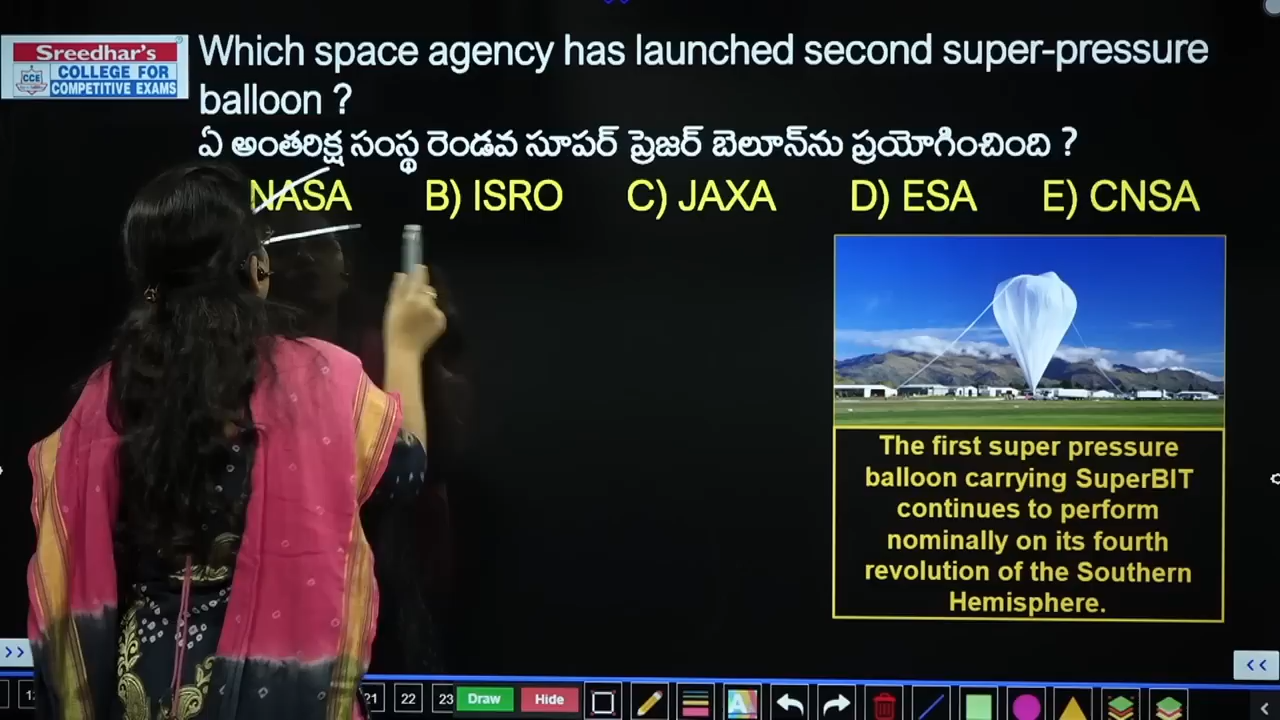 Sreedhar's
CCE
COLLEGE FOR
COMPETITIVE EXAMS
Which space agency has launched second super-pressure
balloon ?
ఏ అంతరిక్ష సంస్థ రెండవ సూపర్ ప్రెజర్ బెలూన్‌ను ప్రయోగించింది ?
NASA B) ISRO C) JAXA D) ESA E) CNSA
The first super pressure
balloon carrying SuperBIT
continues to perform
nominally on its fourth
revolution of the Southern
Hemisphere.
>> <<
21 22 23 Draw Hide <